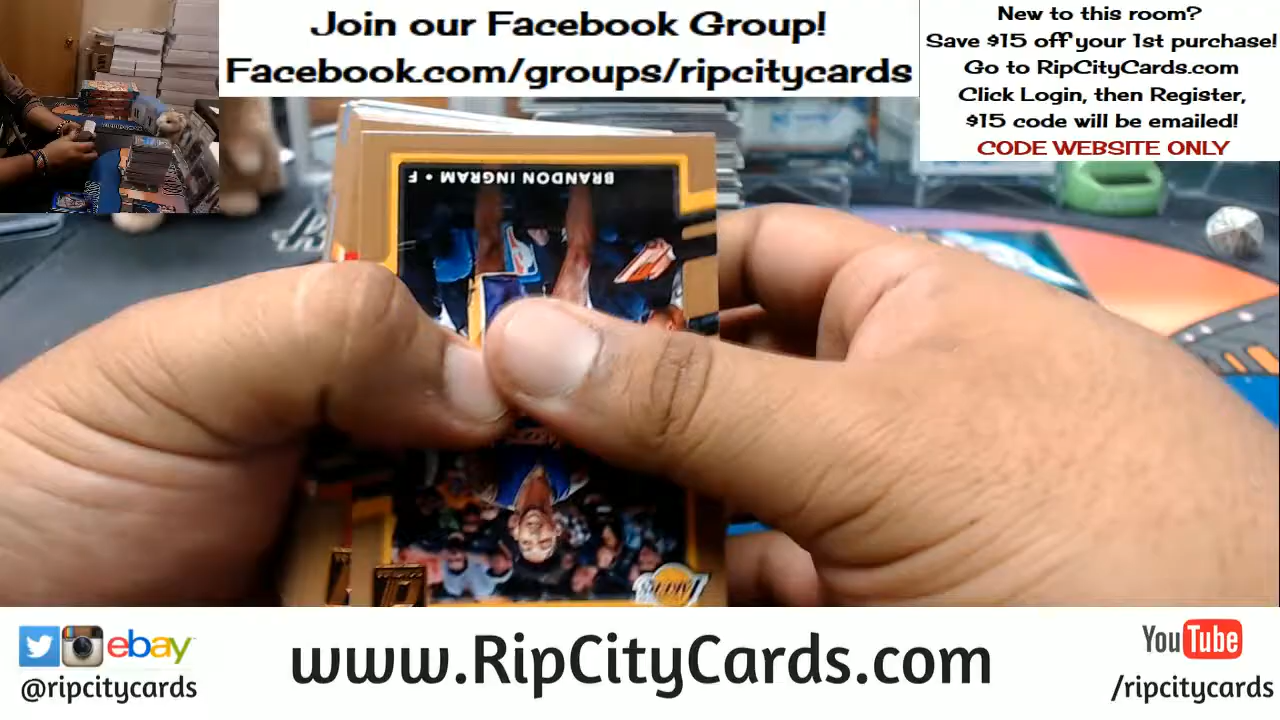 Join our Facebook Group!
Facebook.com/groups/ripcitycards
New to this room?
Save $15 off your 1st purchase!
Go to RipCityCards.com
Click Login, then Register,
$15 code will be emailed!
CODE WEBSITE ONLY
BRANDON INGRAM • F
ebay
@ripcitycards
www.RipCityCards.com
YouTube
/ripcitycards